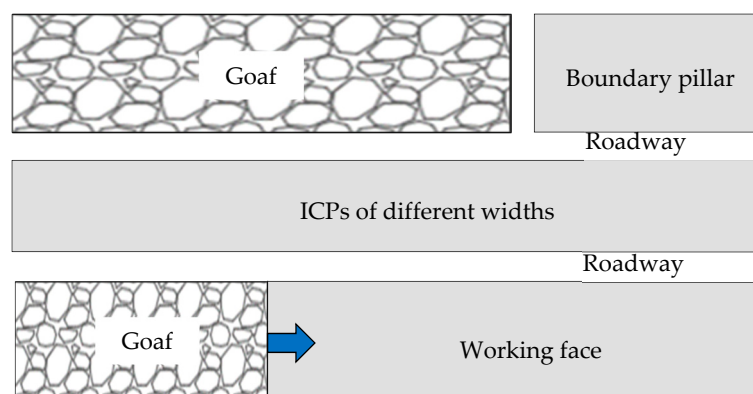 Goaf
Boundary pillar
Roadway
ICPs of different widths
Roadway
Goaf
Working face